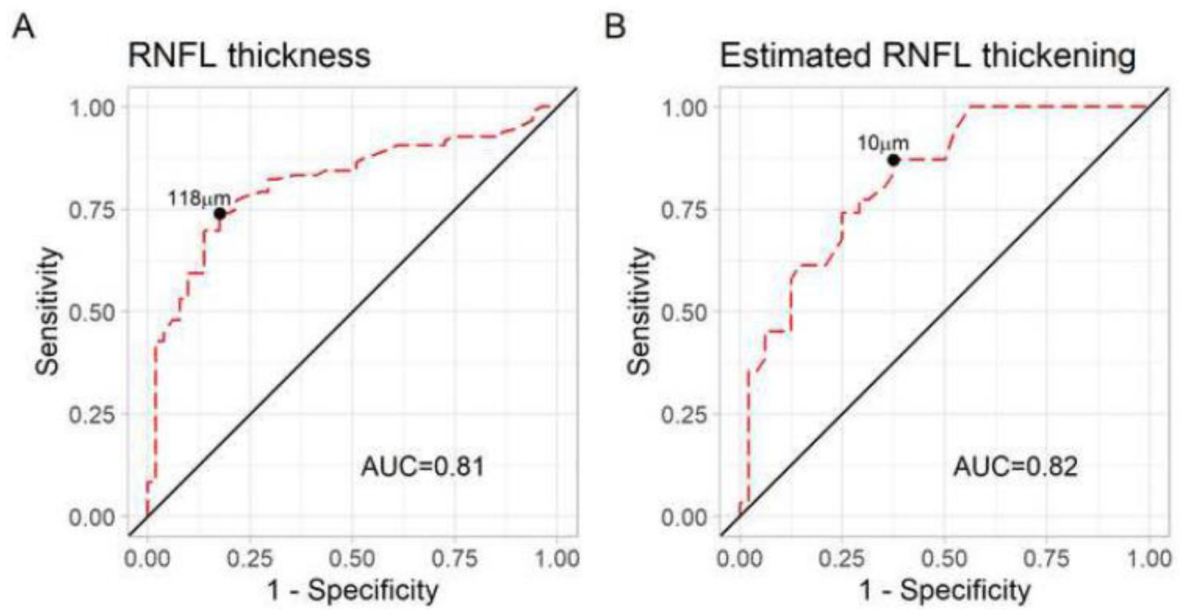 A
RNFL thickness
1.00
0.75
0.50
0.25
0.00
Sensitivity
118μm
AUC=0.81
0.00 0.25 0.50 0.75 1.00
1 - Specificity
B
Estimated RNFL thickening
1.00
0.75
0.50
0.25
0.00
Sensitivity
10μm
AUC=0.82
0.00 0.25 0.50 0.75 1.00
1 - Specificity